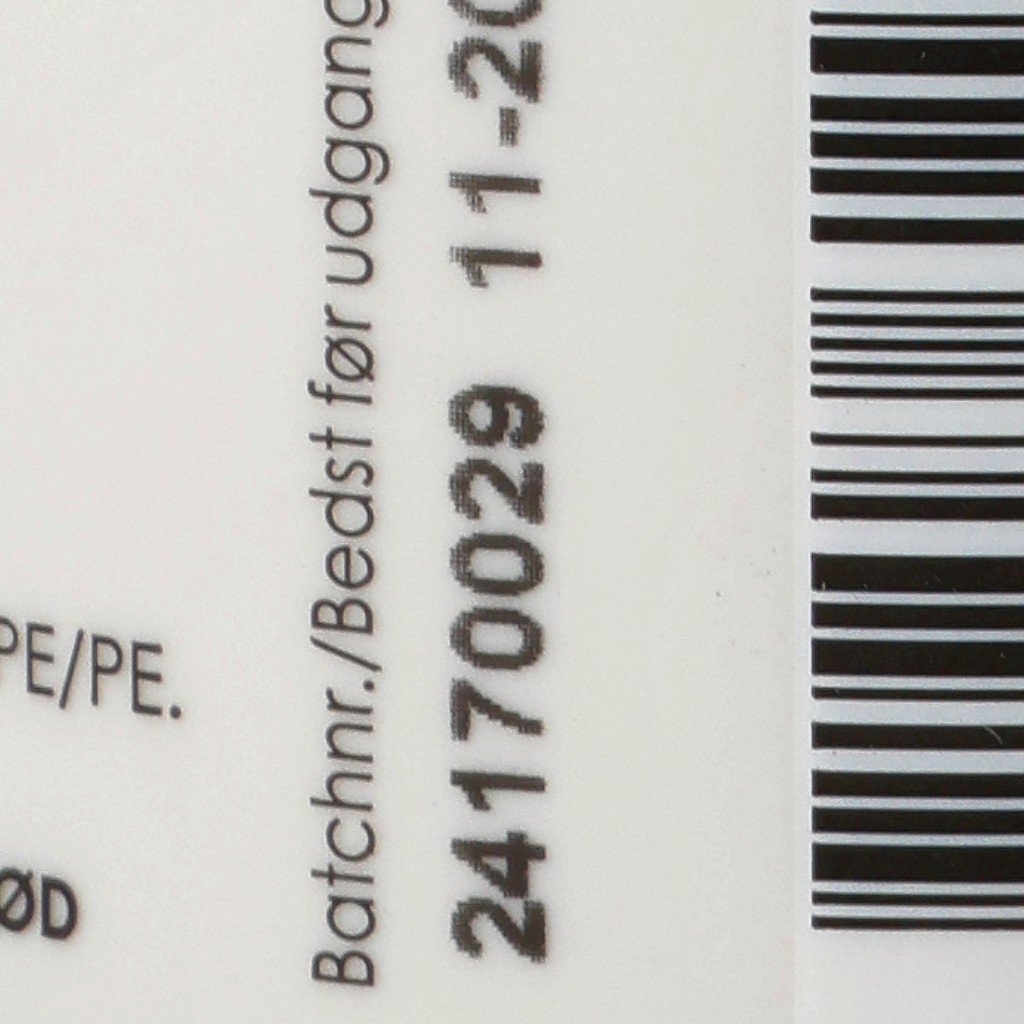 PE/PE.
ØD
Batchnr./Bedst før udgang
24170029 11-20